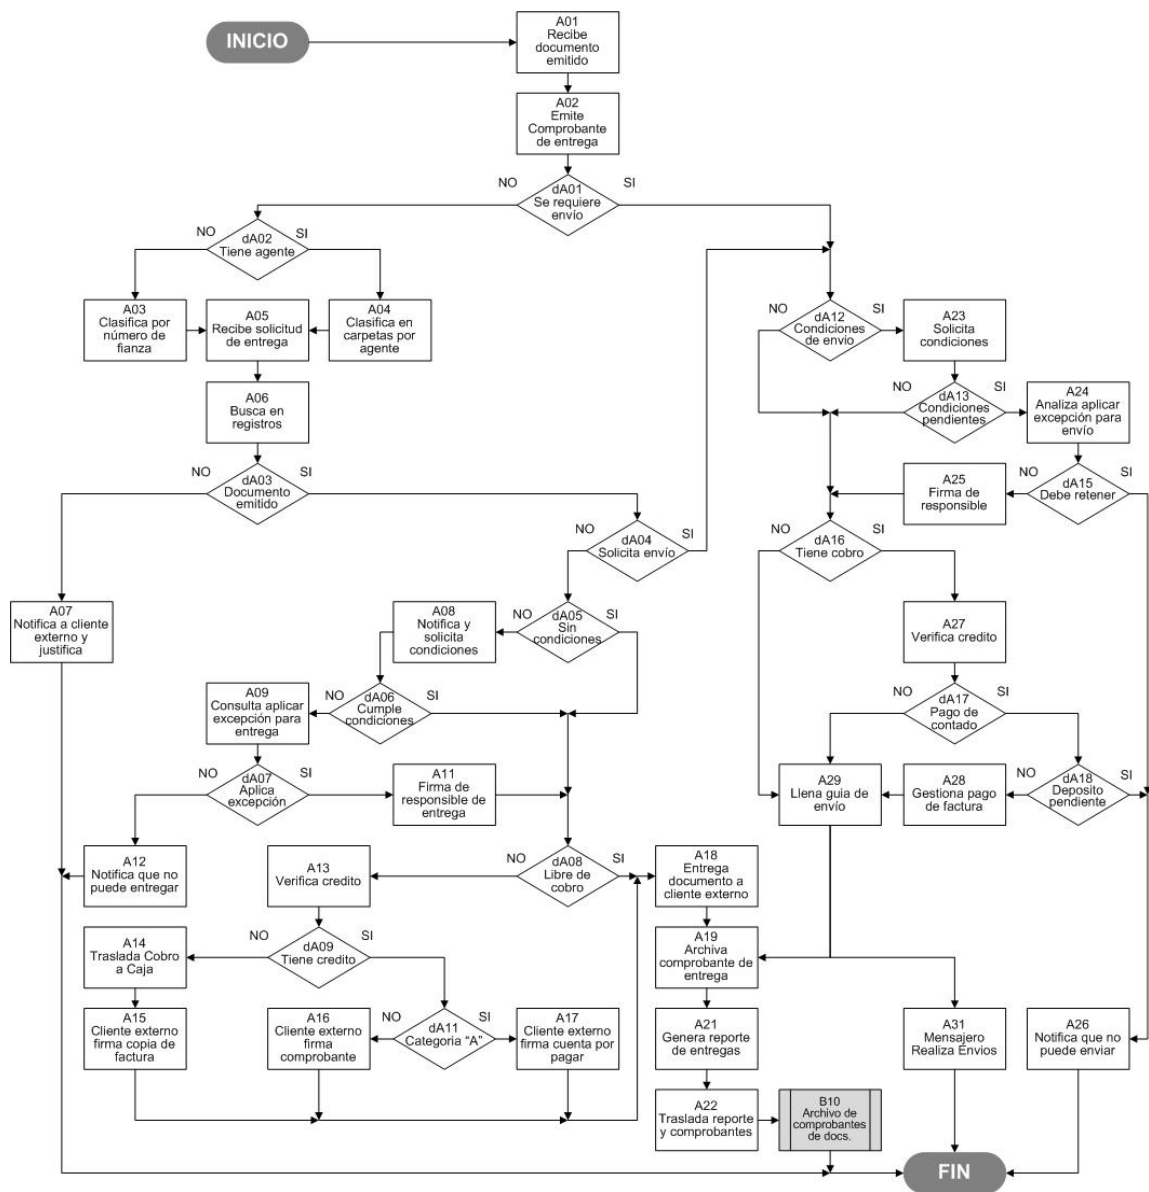 INICIO
A01
Recibe
documento
emitido
A02
Emite
Comprobante
de entrega
NO
dA01
Se requiere
envío
SI
NO
dA02
Tiene agente
SI
A03
Clasifica por
número de
fianza
A05
Recibe solicitud
de entrega
A04
Clasifica en
carpetas por
agente
NO
dA12
Condiciones
de envío
SI
A23
Solicita
condiciones
A06
Busca en
registros
NO
dA13
Condiciones
pendientes
SI
A24
Analiza aplicar
excepción para
envío
NO
dA03
Documento
emitido
SI
A25
Firma de
responsible
NO
dA15
Debe retener
SI
NO
dA04
Solicita envío
SI
NO
dA16
Tiene cobro
SI
A07
Notifica a cliente
externo y
justifica
A08
Notifica y
solicita
condiciones
NO
dA05
Sin
condiciones
SI
A27
Verifica credito
A09
Consulta aplicar
excepción para
entrega
NO
dA06
Cumple
condiciones
SI
NO
dA17
Pago de
contado
SI
NO
dA07
Aplica
excepción
SI
A11
Firma de
responsible de
entrega
A29
Llena guia de
envío
A28
Gestiona pago
de factura
NO
dA18
Deposito
pendiente
SI
A12
Notifica que no
puede entregar
A13
Verifica credito
NO
dA08
Libre de
cobro
SI
A18
Entrega
documento a
cliente externo
A14
Traslada Cobro
a Caja
NO
dA09
Tiene credito
SI
A19
Archiva
comprobante de
entrega
A15
Cliente externo
firma copia de
factura
A16
Cliente externo
firma
comprobante
NO
dA11
Categoria "A"
SI
A17
Cliente externo
firma cuenta por
pagar
A21
Genera reporte
de entregas
A31
Mensajero
Realiza Envios
A26
Notifica que no
puede enviar
A22
Traslada reporte
y comprobantes
B10
Archivo de
comprobantes
de docs.
FIN